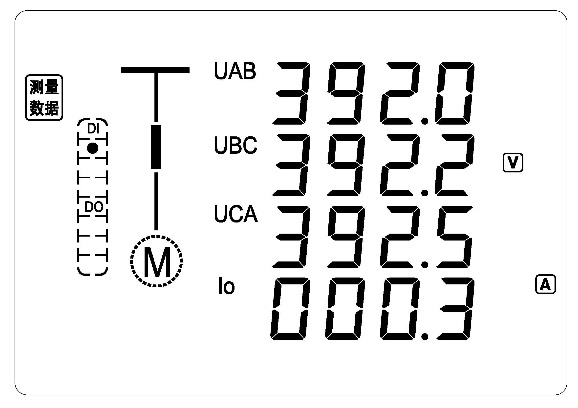 测量
数据
DI
DO
M
UAB 392.0
UBC 392.2 V
UCA 392.5
Io 000.3 A